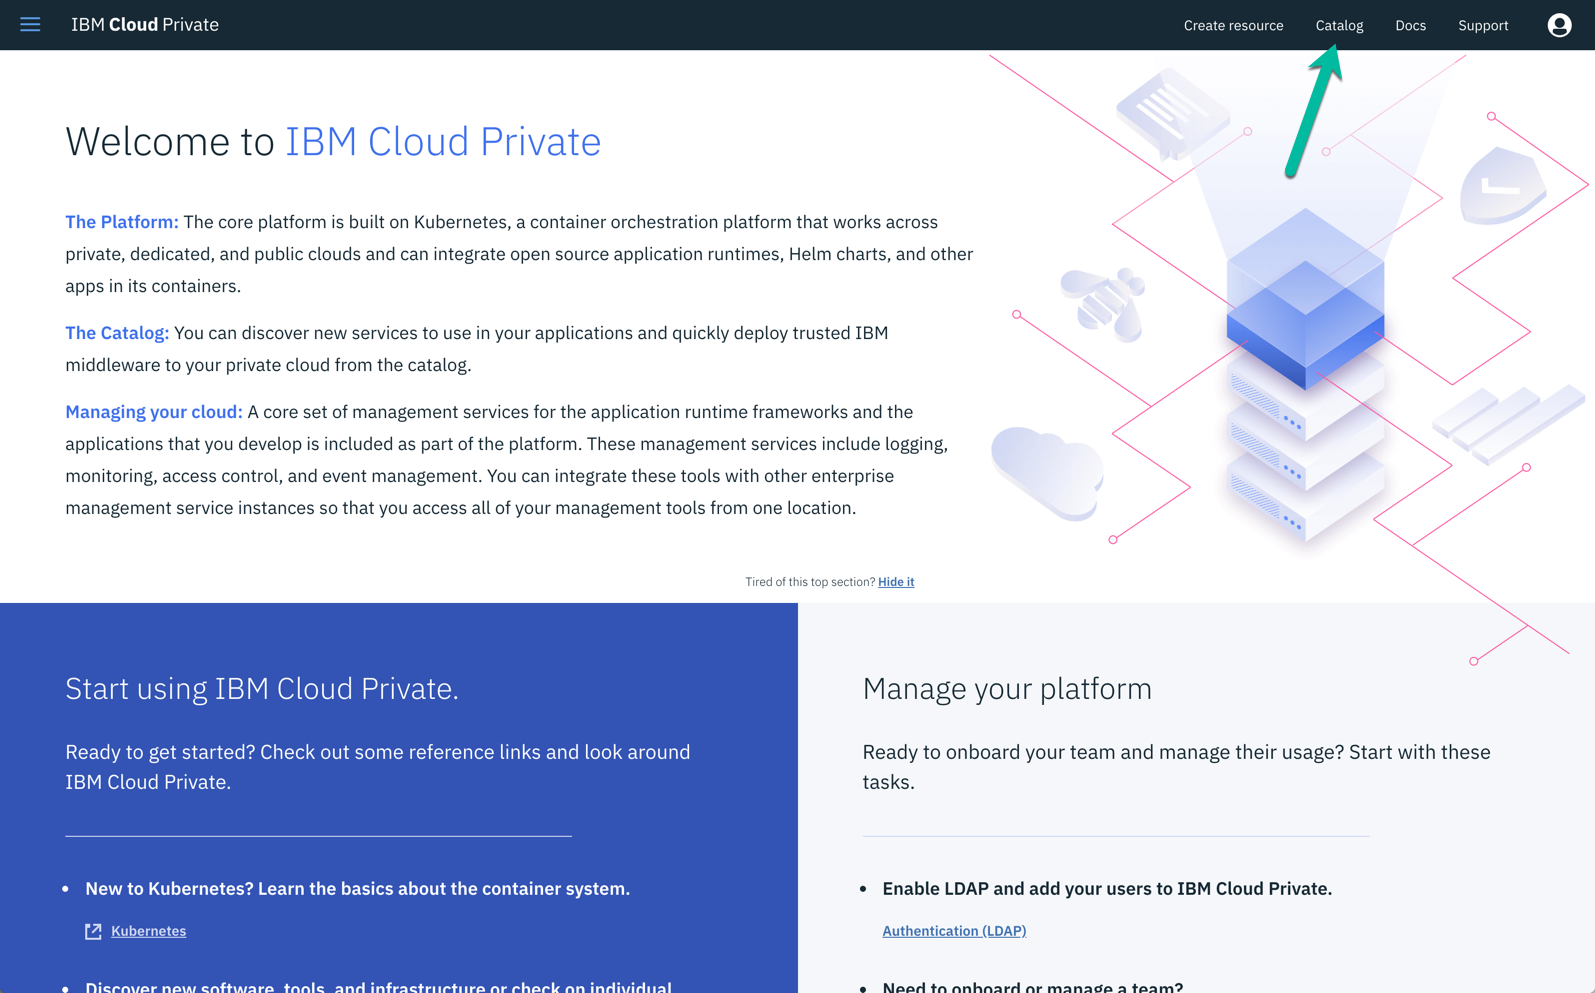 IBM Cloud Private
Create resource
Catalog
Docs
Support
Welcome to IBM Cloud Private
The Platform: The core platform is built on Kubernetes, a container orchestration platform that works across
private, dedicated, and public clouds and can integrate open source application runtimes, Helm charts, and other
apps in its containers.
The Catalog: You can discover new services to use in your applications and quickly deploy trusted IBM
middleware to your private cloud from the catalog.
Managing your cloud: A core set of management services for the application runtime frameworks and the
applications that you develop is included as part of the platform. These management services include logging,
monitoring, access control, and event management. You can integrate these tools with other enterprise
management service instances so that you access all of your management tools from one location.
Tired of this top section? Hide it
Start using IBM Cloud Private.
Ready to get started? Check out some reference links and look around
IBM Cloud Private.
• New to Kubernetes? Learn the basics about the container system.
Kubernetes
• Discover new software, tools, and infrastructure or check on individual
Manage your platform
Ready to onboard your team and manage their usage? Start with these
tasks.
• Enable LDAP and add your users to IBM Cloud Private.
Authentication (LDAP)
• Need to onboard or manage a team?